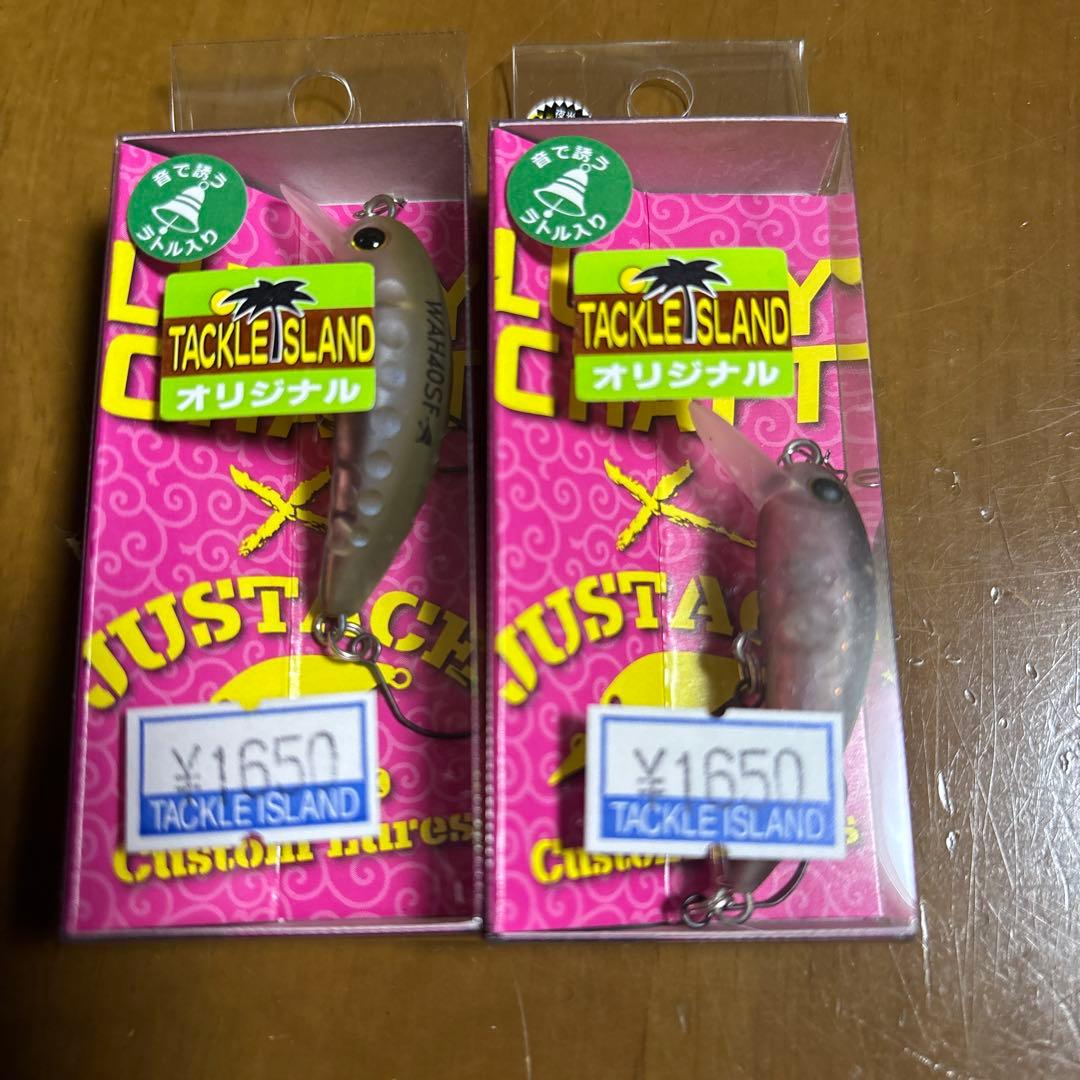 音で誘う
ラトル入り
TACKLE ISLAND
オリジナル
WAH40SF
×
JUSTACE
¥1650
TACKLE ISLAND
Custom Lures
夜光
音で誘う
ラトル入り
TACKLE ISLAND
オリジナル
×
¥1650
TACKLE ISLAND